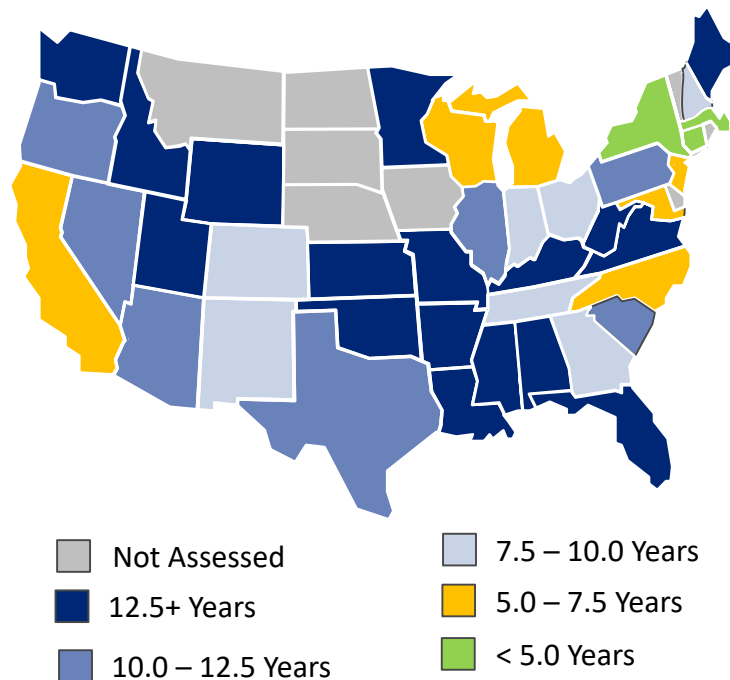 Not Assessed
12.5+ Years
10.0 – 12.5 Years
7.5 – 10.0 Years
5.0 – 7.5 Years
< 5.0 Years